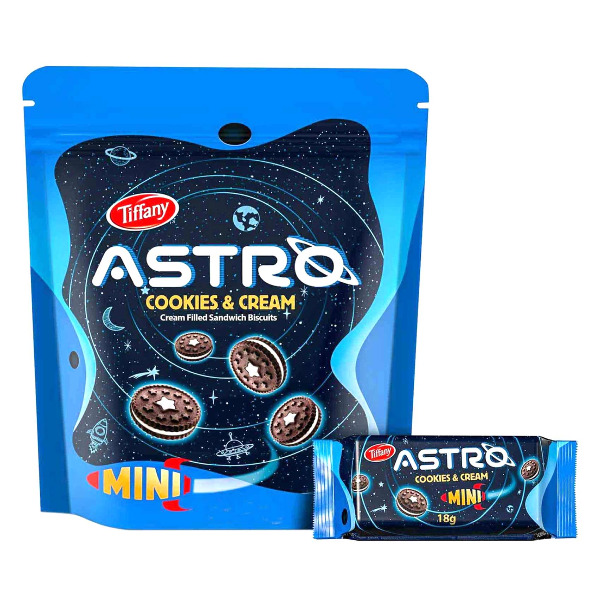 Tiffany
ASTRO
COOKIES & CREAM
Cream Filled Sandwich Biscuits
MINI
Tiffany
ASTRO
COOKIES & CREAM
MINI
18g